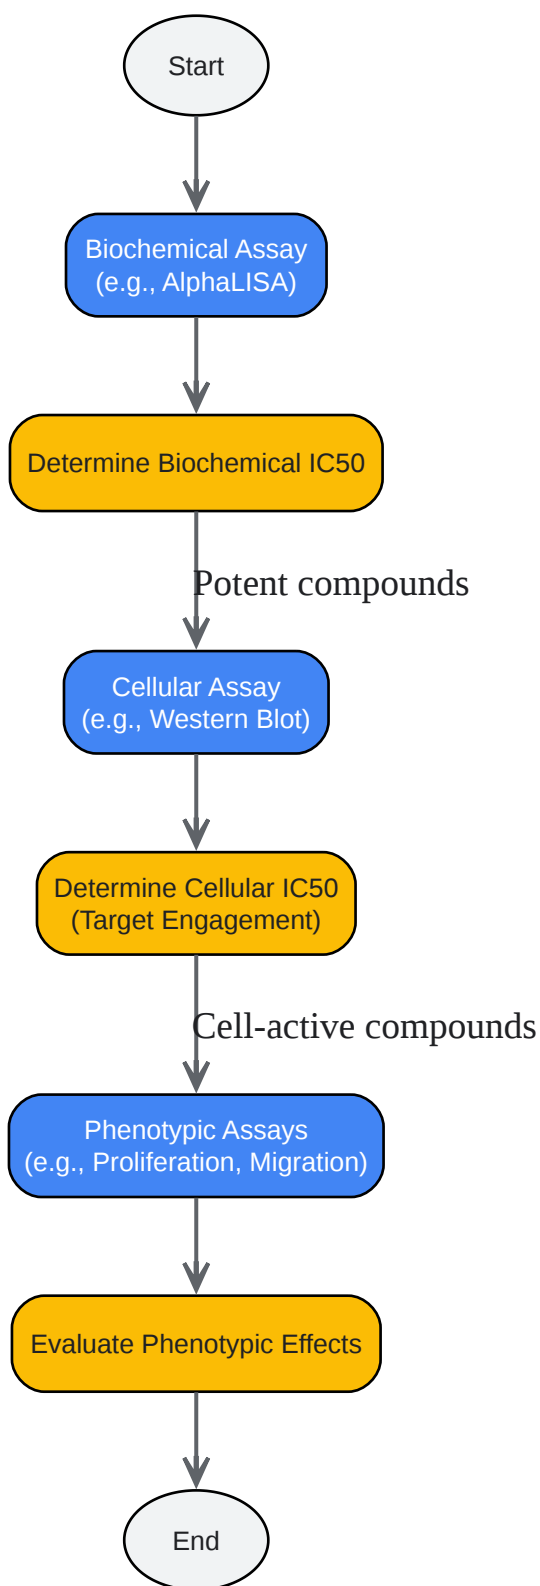 Start
Biochemical Assay
(e.g., AlphaLISA)
Determine Biochemical IC50
Potent compounds
Cellular Assay
(e.g., Western Blot)
Determine Cellular IC50
(Target Engagement)
Cell-active compounds
Phenotypic Assays
(e.g., Proliferation, Migration)
Evaluate Phenotypic Effects
End